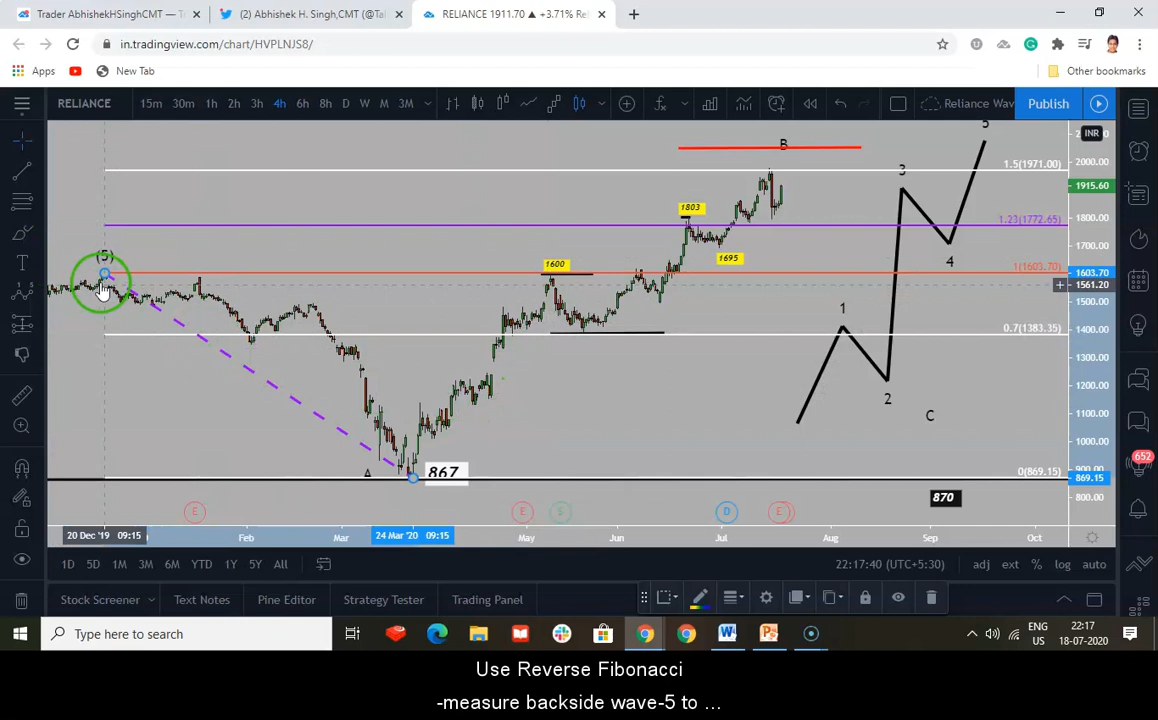 Trader AbhishekHSinghCMT — Tr
(2) Abhishek H. Singh,CMT (@Tal
RELIANCE 1911.70 ▲ +3.71% Rel
in.tradingview.com/chart/HVPLNJS8/
Apps
New Tab
Other bookmarks
RELIANCE
15m 30m 1h 2h 3h 4h 6h 8h D W M 3M
Reliance Wav
Publish
INR
5
B
2000.00
1.5(1971.00)
3
1915.60
1803
1800.00
1.23(1772.65)
1695
1700.00
4
(5)
1600
1(1603.70)
1603.70
1561.20
1500.00
1
0.7(1383.35)
1400.00
1300.00
1200.00
2
C
1100.00
1000.00
A
867
0(869.15)
900.00
869.15
870
800.00
E E S D E
20 Dec '19 09:15 Feb Mar 24 Mar '20 09:15 May Jun Jul Aug Sep Oct
1D 5D 1M 3M 6M YTD 1Y 5Y All
22:17:40 (UTC+5:30) adj ext % log auto
652
Stock Screener Text Notes Pine Editor Strategy Tester Trading Panel
Type here to search
ENG
US
22:17
18-07-2020
Use Reverse Fibonacci
-measure backside wave-5 to ...